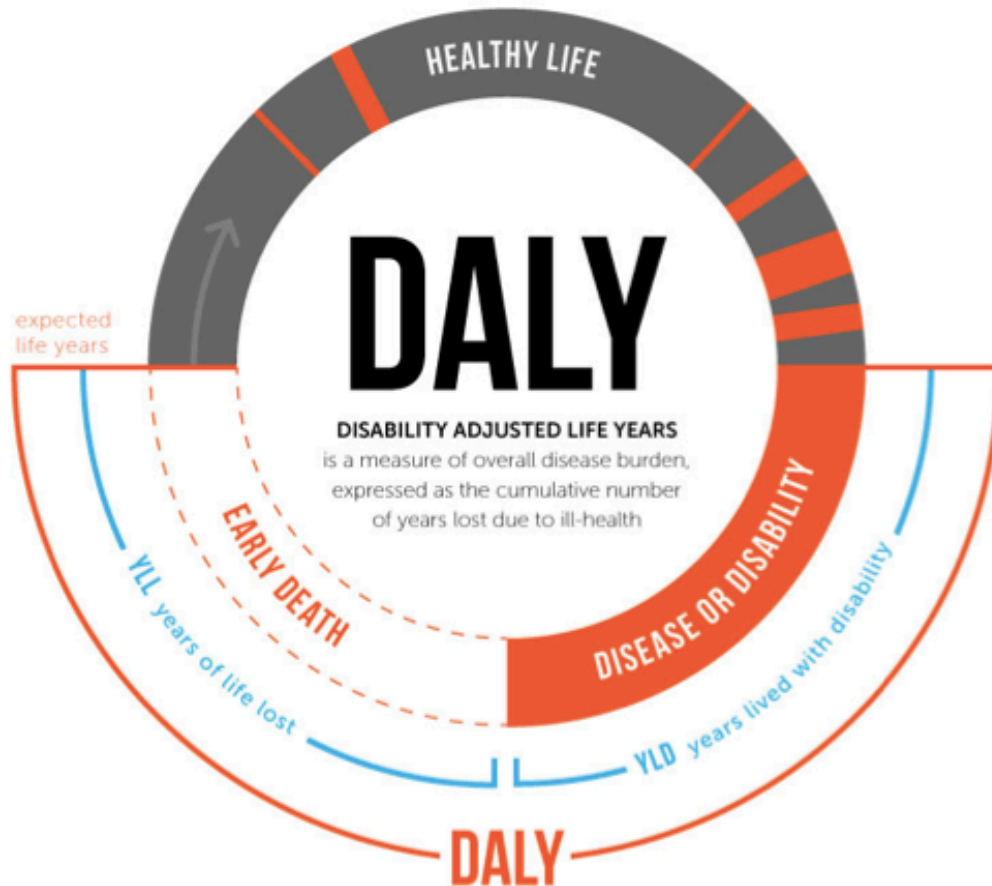 HEALTHY LIFE
DALY
expected
life years
DISABILITY ADJUSTED LIFE YEARS
is a measure of overall disease burden,
expressed as the cumulative number
of years lost due to ill-health
EARLY DEATH
DISEASE OR DISABILITY
YLL years of life lost
YLD years lived with disability
DALY